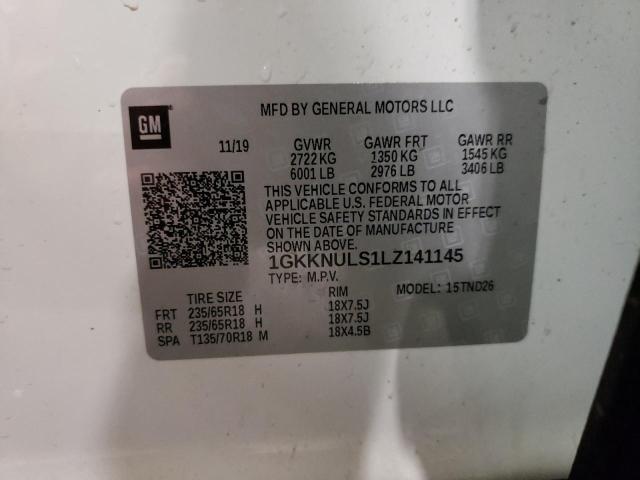 GM
MFD BY GENERAL MOTORS LLC
11/19 GVWR GAWR FRT GAWR RR
2722 KG 1350 KG 1545 KG
6001 LB 2976 LB 3406 LB
THIS VEHICLE CONFORMS TO ALL
APPLICABLE U.S. FEDERAL MOTOR
VEHICLE SAFETY STANDARDS IN EFFECT
ON THE DATE OF MANUFACTURE
SHOWN ABOVE.
1GKKNULS1LZ141145
TYPE: M.P.V. MODEL: 15TND26
TIRE SIZE RIM
FRT 235/65R18 H 18X7.5J
RR 235/65R18 H 18X7.5J
SPA T135/70R18 M 18X4.5B